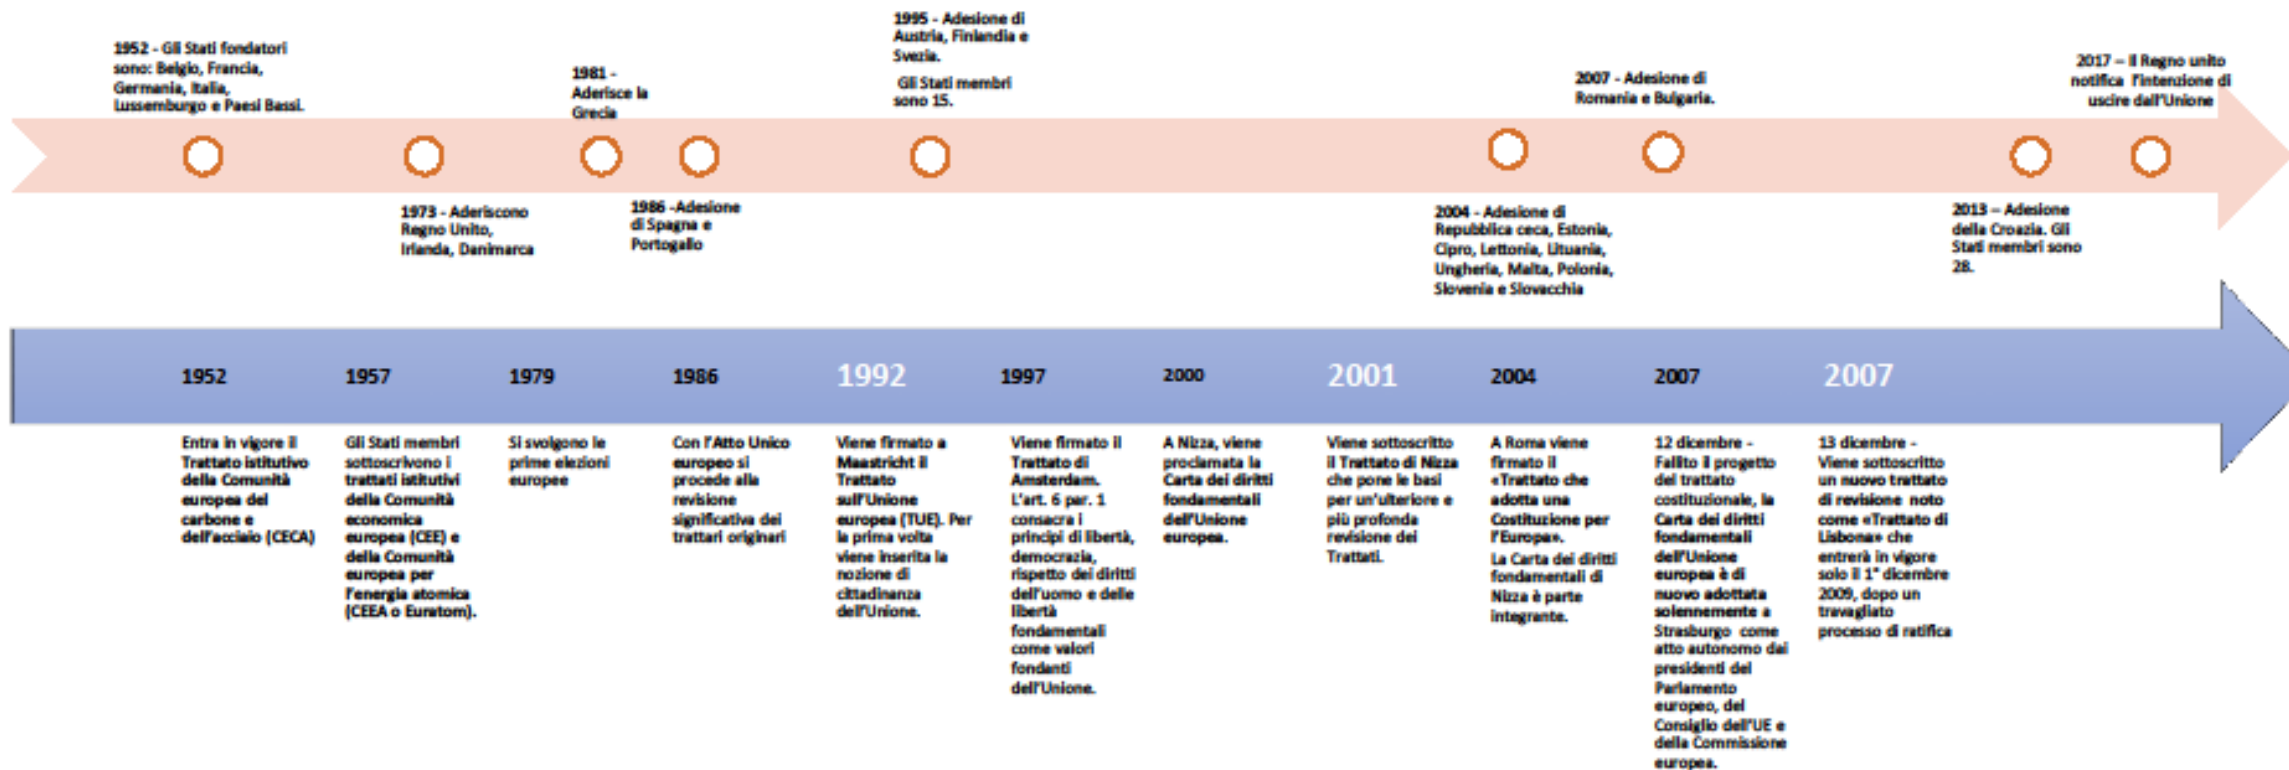 1952 - Gli Stati fondatori
sono: Belgio, Francia,
Germania, Italia,
Lussemburgo e Paesi Bassi.
1973 - Aderiscono
Regno Unito,
Irlanda, Danimarca
1981 -
Aderisce la
Grecia
1986 -Adesione
di Spagna e
Portogallo
1995 - Adesione di
Austria, Finlandia e
Svezia.
Gli Stati membri
sono 15.
2004 - Adesione di
Repubblica ceca, Estonia,
Cipro, Lettonia, Lituania,
Ungheria, Malta, Polonia,
Slovenia e Slovacchia
2007 - Adesione di
Romania e Bulgaria.
2013 – Adesione
della Croazia. Gli
Stati membri sono
28.
2017 – Il Regno unito
notifica l'intenzione di
uscire dall'Unione
1952
Entra in vigore il
Trattato istitutivo
della Comunità
europea del
carbone e
dell'acciaio (CECA)
1957
Gli Stati membri
sottoscrivono i
trattati istitutivi
della Comunità
economica
europea (CEE) e
della Comunità
europea per
l'energia atomica
(CEEA o Euratom).
1979
Si svolgono le
prime elezioni
europee
1986
Con l'Atto Unico
europeo si
procede alla
revisione
significativa dei
trattari originari
1992
Viene firmato a
Maastricht il
Trattato
sull'Unione
europea (TUE). Per
la prima volta
viene inserita la
nozione di
cittadinanza
dell'Unione.
1997
Viene firmato il
Trattato di
Amsterdam.
L'art. 6 par. 1
consacra i
principi di libertà,
democrazia,
rispetto dei diritti
dell'uomo e delle
libertà
fondamentali
come valori
fondanti
dell'Unione.
2000
A Nizza, viene
proclamata la
Carta dei diritti
fondamentali
dell'Unione
europea.
2001
Viene sottoscritto
il Trattato di Nizza
che pone le basi
per un'ulteriore e
più profonda
revisione dei
Trattati.
2004
A Roma viene
firmato il
«Trattato che
adotta una
Costituzione per
l'Europa».
La Carta dei diritti
fondamentali di
Nizza è parte
integrante.
2007
12 dicembre -
Fallito il progetto
del trattato
costituzionale, la
Carta dei diritti
fondamentali
dell'Unione
europea è di
nuovo adottata
solennemente a
Strasburgo come
atto autonomo dai
presidenti del
Parlamento
europeo, del
Consiglio dell'UE e
della Commissione
europea.
2007
13 dicembre -
Viene sottoscritto
un nuovo trattato
di revisione noto
come «Trattato di
Lisbona» che
entrerà in vigore
solo il 1° dicembre
2009, dopo un
travagliato
processo di ratifica